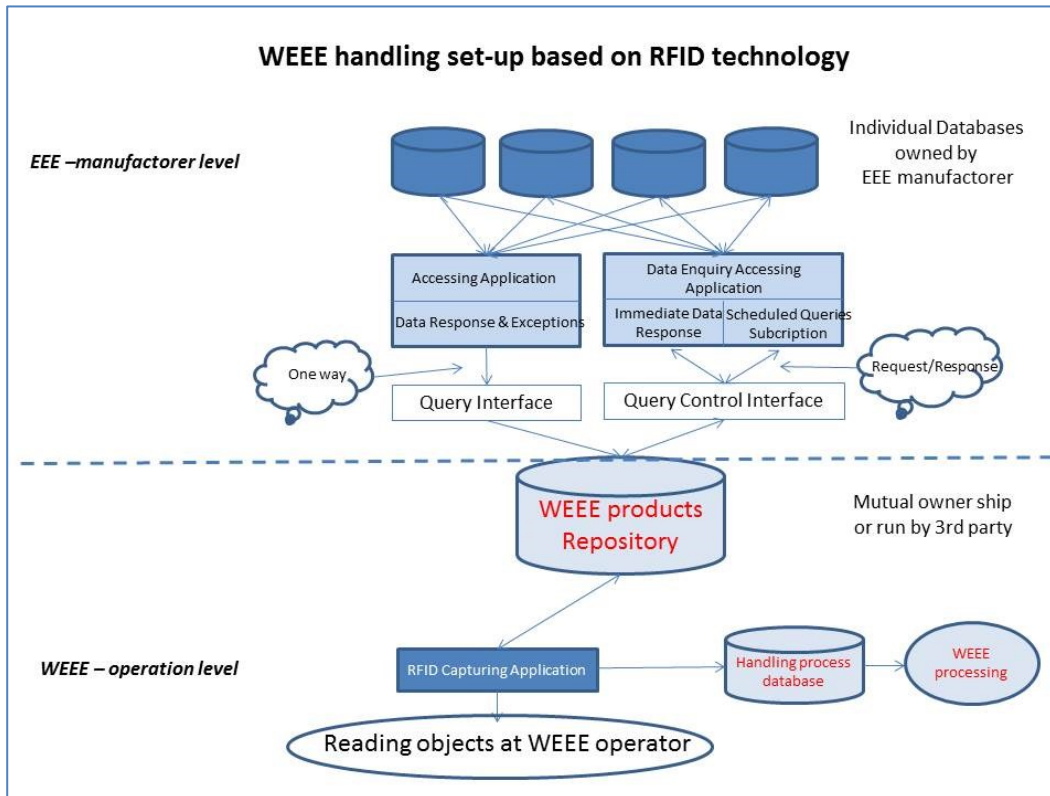 WEEE handling set-up based on RFID technology
EEE –manufactorer level
Individual Databases
owned by
EEE manufactorer
Accessing Application
Data Response & Exceptions
Data Enquiry Accessing
Application
Immediate Data
Response
Scheduled Queries
Subcription
One way
Request/Response
Query Interface
Query Control Interface
WEEE products
Repository
Mutual owner ship
or run by 3rd party
WEEE – operation level
RFID Capturing Application
Handling process
database
WEEE
processing
Reading objects at WEEE operator